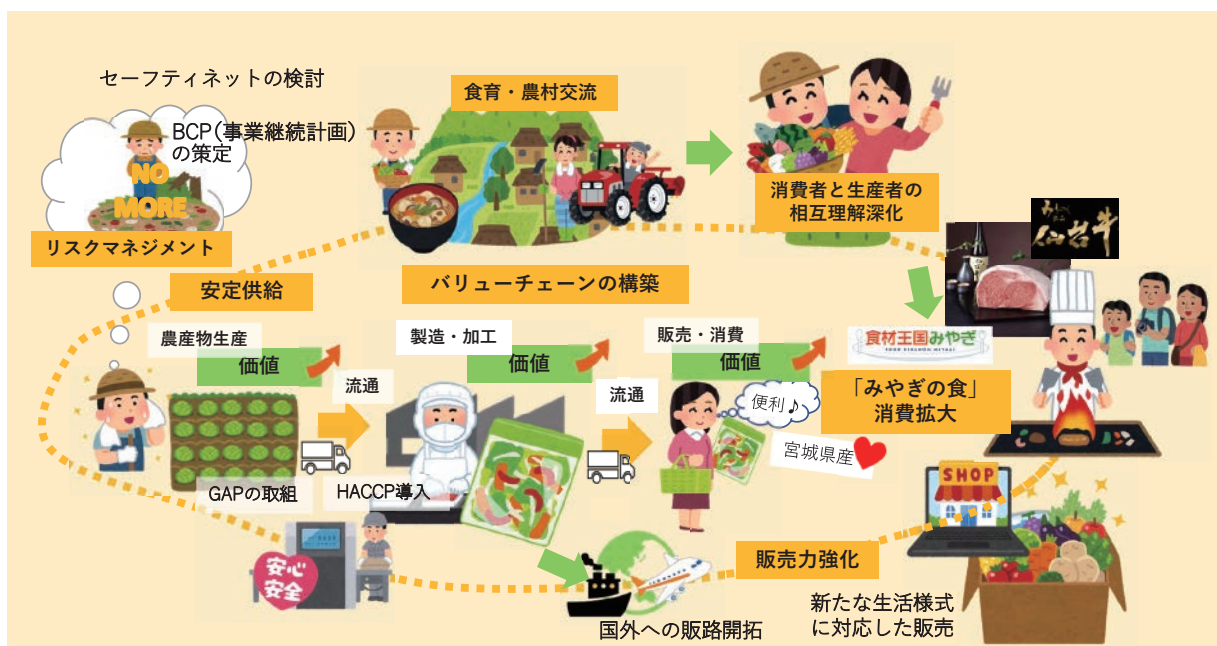 セーフティネットの検討
BCP(事業継続計画)
の策定
NO
MORE
リスクマネジメント
食育・農村交流
消費者と生産者の
相互理解深化
仙台牛
安定供給
バリューチェーンの構築
農産物生産
価値
流通
製造・加工
価値
流通
販売・消費
価値
食材王国みやぎ
FOOD KINGDOM MIYAGI
「みやぎの食」
消費拡大
便利♪
宮城県産
GAPの取組
HACCP導入
安心
安全
国外への販路開拓
販売力強化
SHOP
新たな生活様式
に対応した販売